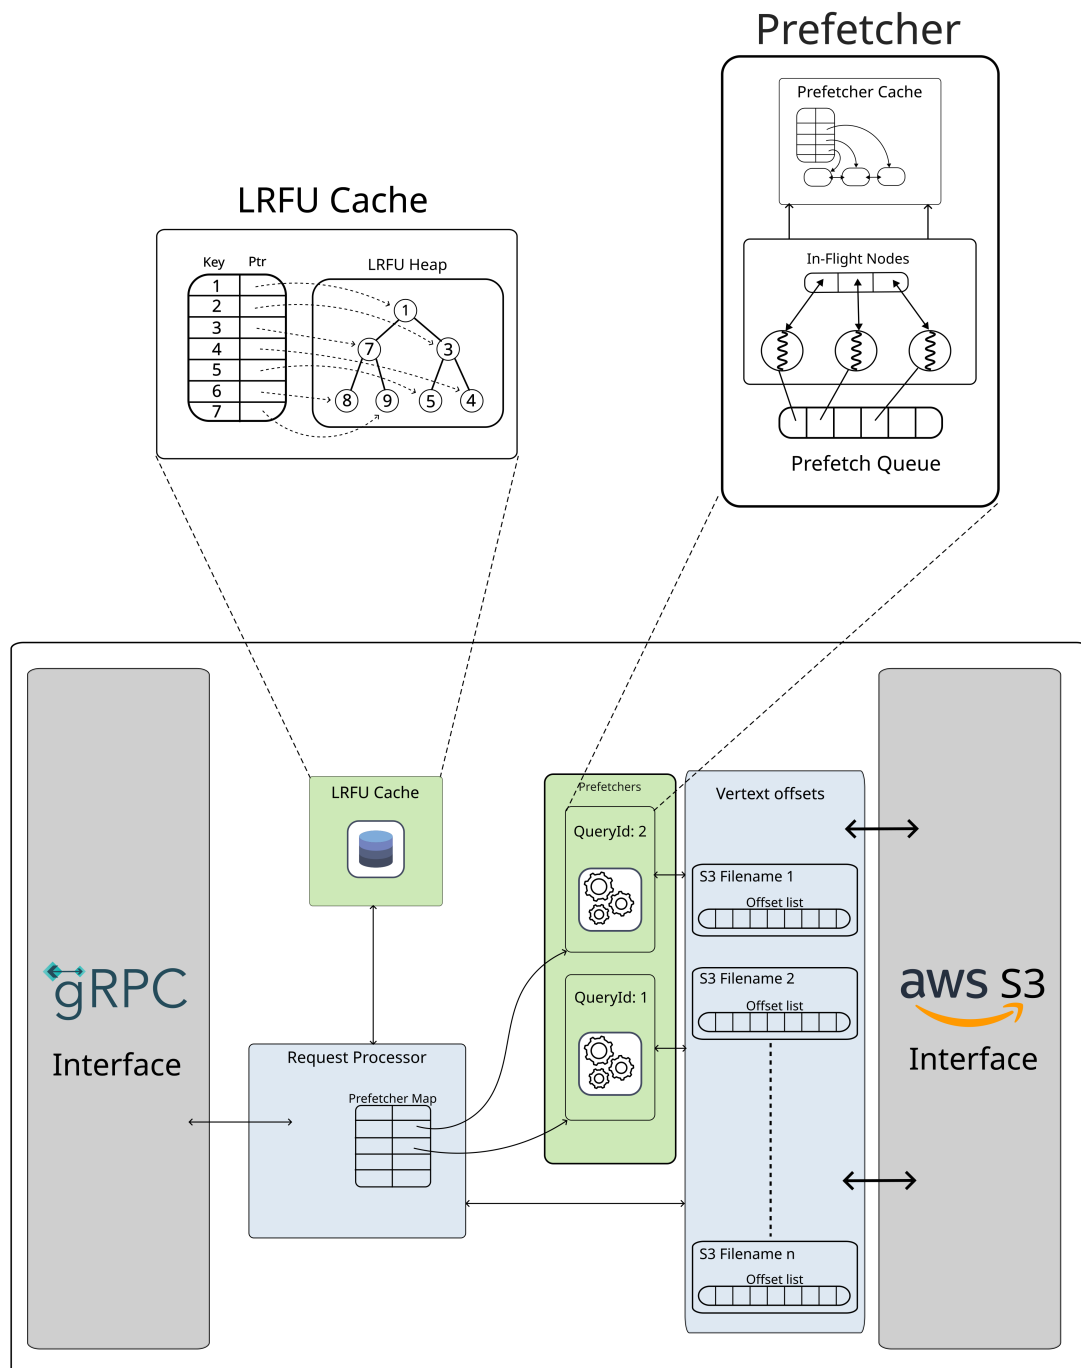 Prefetcher
Prefetcher Cache
LRFU Cache
In-Flight Nodes
Key Ptr
LRFU Heap
1
2
3
4
5
6
7
1
7 3
8 9 5 4
Prefetch Queue
LRFU Cache
Prefetchers
QueryId: 2
QueryId: 1
Vertext offsets
S3 Filename 1
Offset list
S3 Filename 2
Offset list
S3 Filename n
Offset list
gRPC
Interface
Request Processor
Prefetcher Map
aws S3
Interface